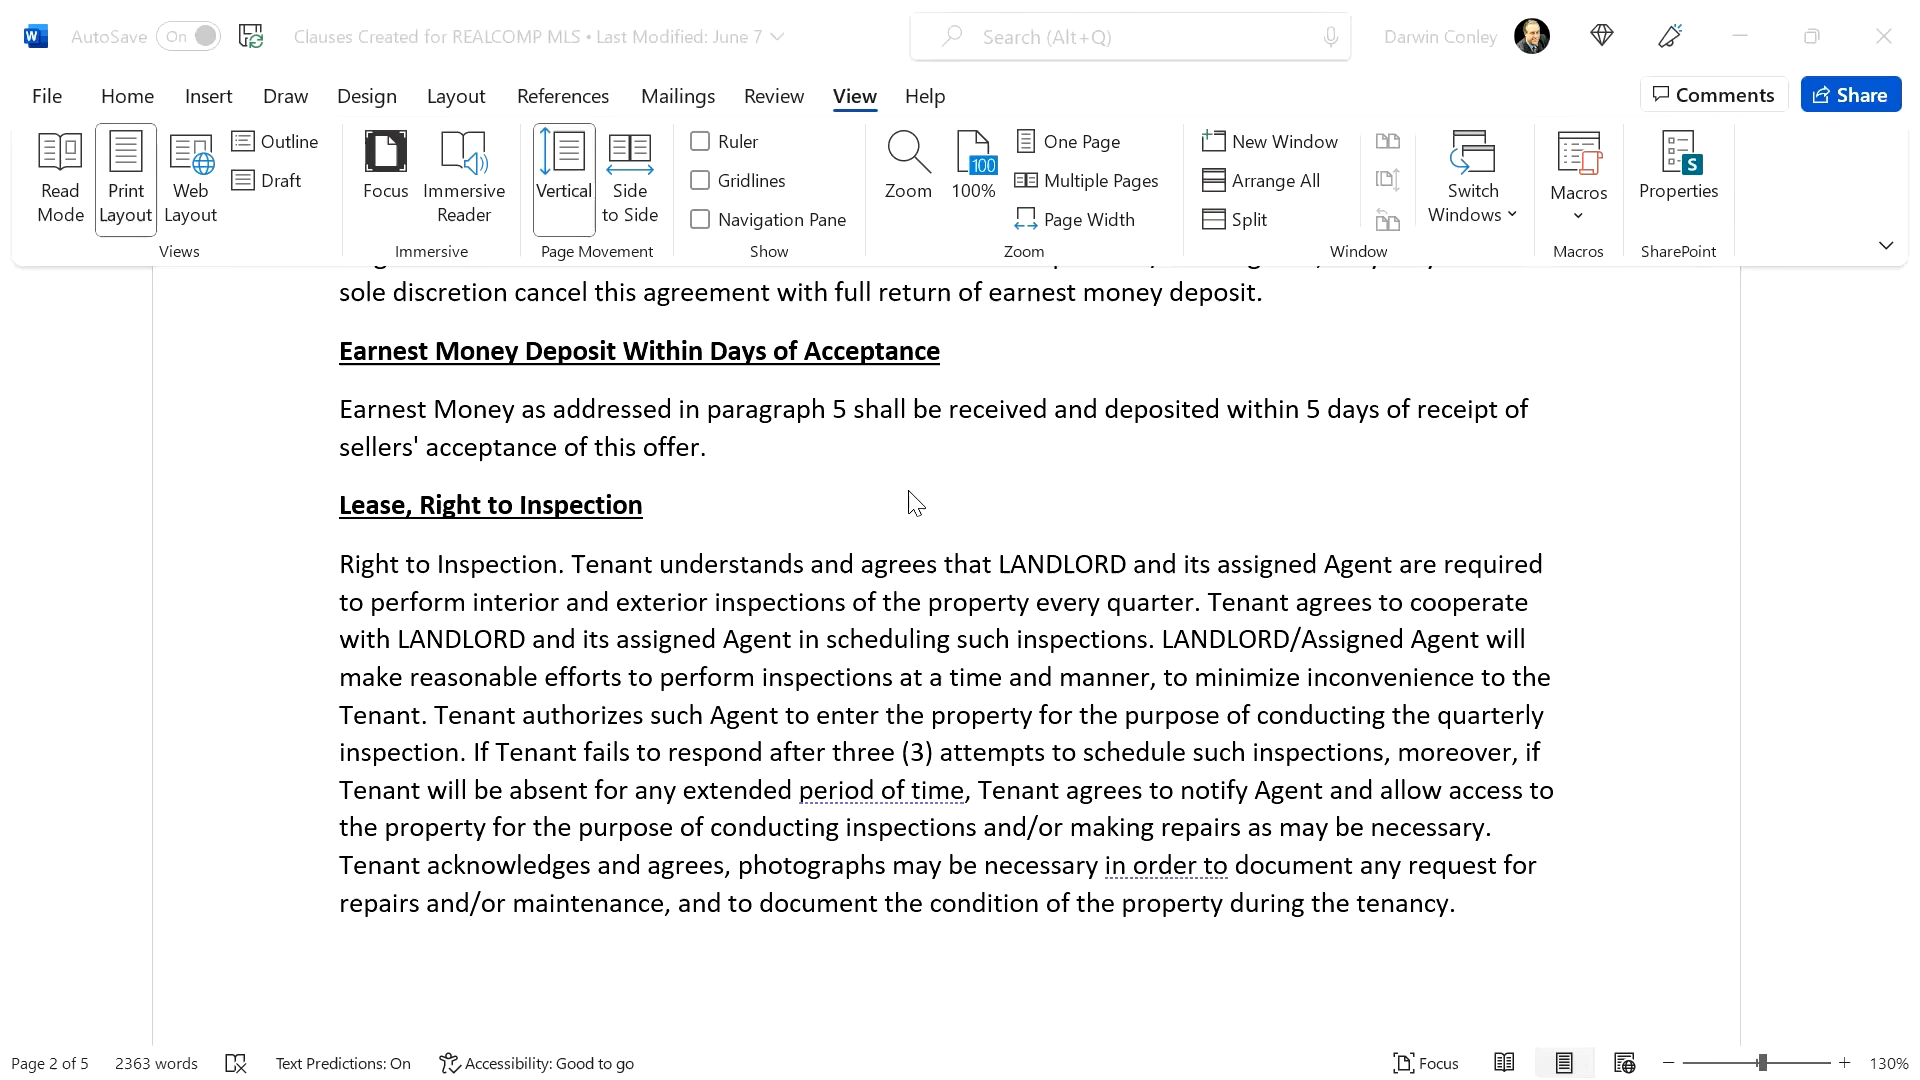 W AutoSave On Clauses Created for REALCOMP MLS • Last Modified: June 7 Search (Alt+Q) Darwin Conley
File Home Insert Draw Design Layout References Mailings Review View Help Comments Share
Read Mode
Print Layout
Web Layout
Outline
Draft
Views
Focus
Immersive Reader
Immersive
Vertical
Side to Side
Page Movement
Ruler
Gridlines
Navigation Pane
Show
Zoom
100
100%
One Page
Multiple Pages
Page Width
Zoom
New Window
Arrange All
Split
Switch Windows
Window
Macros
Macros
S
Properties
SharePoint
sole discretion cancel this agreement with full return of earnest money deposit.
Earnest Money Deposit Within Days of Acceptance
Earnest Money as addressed in paragraph 5 shall be received and deposited within 5 days of receipt of
sellers' acceptance of this offer.
Lease, Right to Inspection
Right to Inspection. Tenant understands and agrees that LANDLORD and its assigned Agent are required
to perform interior and exterior inspections of the property every quarter. Tenant agrees to cooperate
with LANDLORD and its assigned Agent in scheduling such inspections. LANDLORD/Assigned Agent will
make reasonable efforts to perform inspections at a time and manner, to minimize inconvenience to the
Tenant. Tenant authorizes such Agent to enter the property for the purpose of conducting the quarterly
inspection. If Tenant fails to respond after three (3) attempts to schedule such inspections, moreover, if
Tenant will be absent for any extended period of time, Tenant agrees to notify Agent and allow access to
the property for the purpose of conducting inspections and/or making repairs as may be necessary.
Tenant acknowledges and agrees, photographs may be necessary in order to document any request for
repairs and/or maintenance, and to document the condition of the property during the tenancy.
Page 2 of 5 2363 words Text Predictions: On Accessibility: Good to go Focus 130%